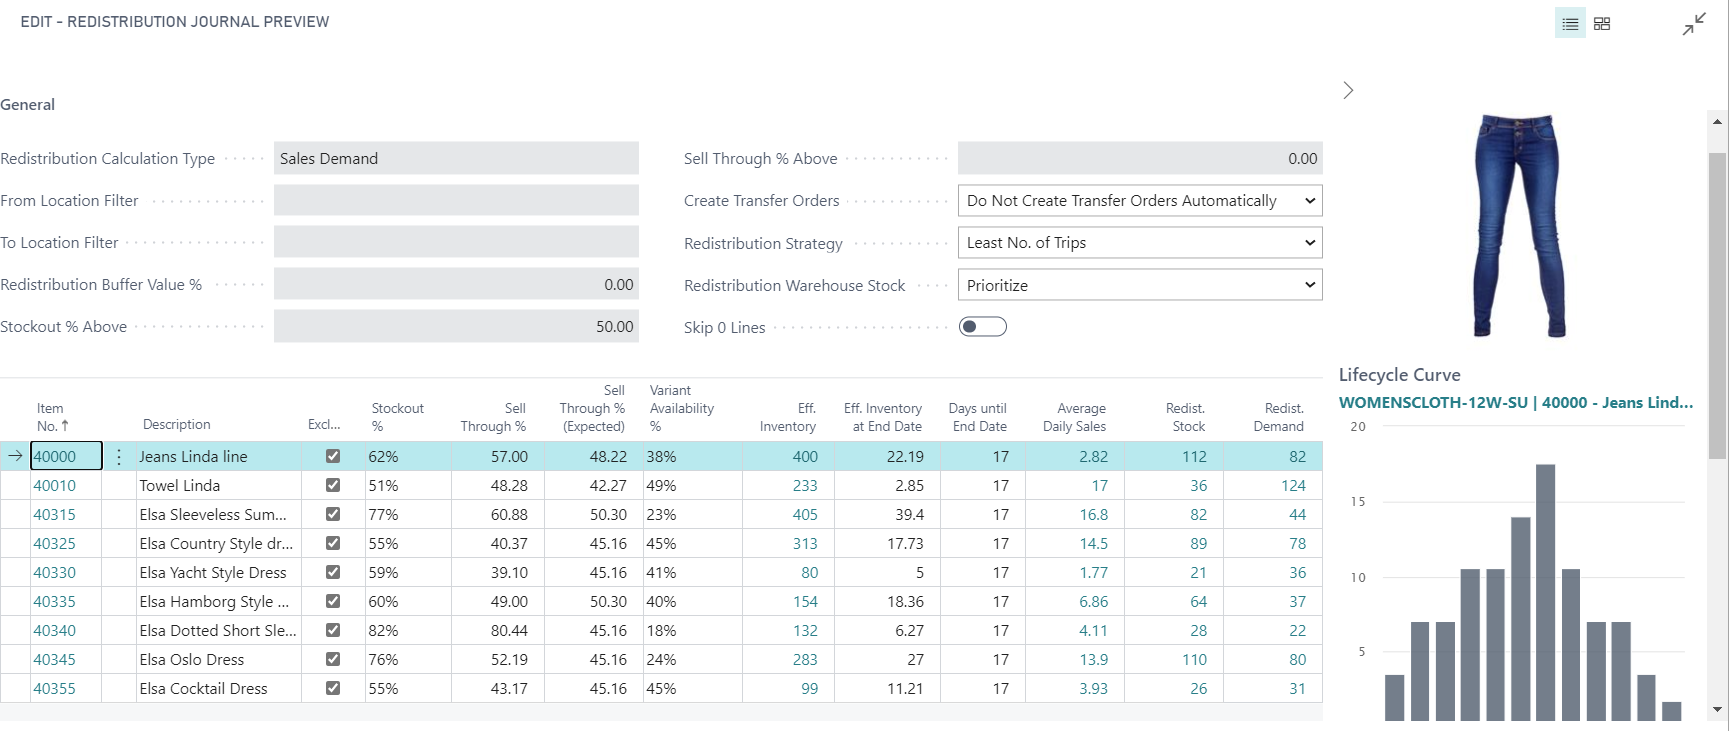 EDIT - REDISTRIBUTION JOURNAL PREVIEW
General
Redistribution Calculation Type Sales Demand
From Location Filter
To Location Filter
Redistribution Buffer Value % 0.00
Stockout % Above 50.00
Sell Through % Above 0.00
Create Transfer Orders Do Not Create Transfer Orders Automatically
Redistribution Strategy Least No. of Trips
Redistribution Warehouse Stock Prioritize
Skip 0 Lines
Item No. ↑ Description Excl... Stockout % Sell Through % Sell Through % (Expected) Variant Availability % Eff. Inventory Eff. Inventory at End Date Days until End Date Average Daily Sales Redist. Stock Redist. Demand
40000 Jeans Linda line 62% 57.00 48.22 38% 400 22.19 17 2.82 112 82
40010 Towel Linda 51% 48.28 42.27 49% 233 2.85 17 17 36 124
40315 Elsa Sleeveless Sum... 77% 60.88 50.30 23% 405 39.4 17 16.8 82 44
40325 Elsa Country Style dr... 55% 40.37 45.16 45% 313 17.73 17 14.5 89 78
40330 Elsa Yacht Style Dress 59% 39.10 45.16 41% 80 5 17 1.77 21 36
40335 Elsa Hamborg Style ... 60% 49.00 50.30 40% 154 18.36 17 6.86 64 37
40340 Elsa Dotted Short Sle... 82% 80.44 45.16 18% 132 6.27 17 4.11 28 22
40345 Elsa Oslo Dress 76% 52.19 45.16 24% 283 27 17 13.9 110 80
40355 Elsa Cocktail Dress 55% 43.17 45.16 45% 99 11.21 17 3.93 26 31
Lifecycle Curve
WOMENSCLOTH-12W-SU | 40000 - Jeans Lind...
20
15
10
5